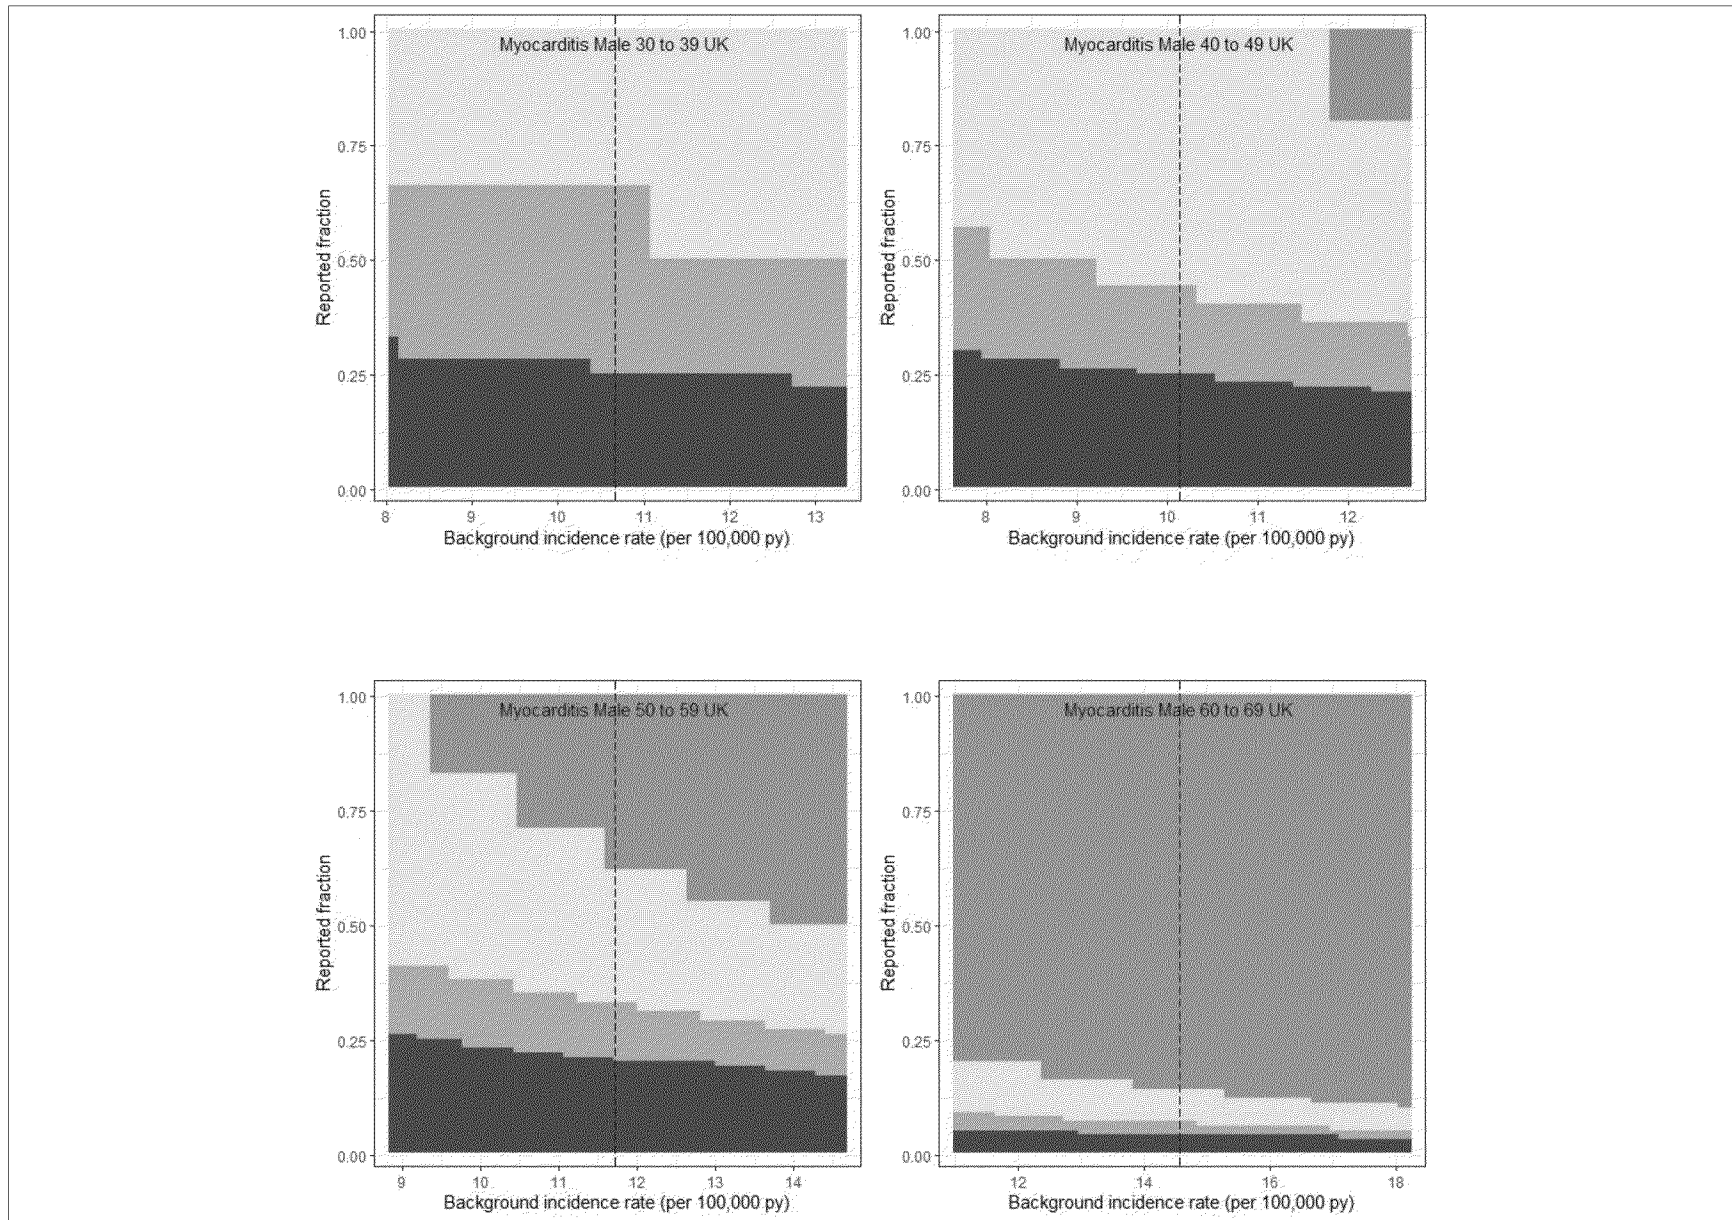 Myocarditis Male 30 to 39 UK
1.00
0.75
0.50
0.25
0.00
Reported fraction
8 9 10 11 12 13
Background incidence rate (per 100,000 py)
Myocarditis Male 40 to 49 UK
1.00
0.75
0.50
0.25
0.00
Reported fraction
8 9 10 11 12
Background incidence rate (per 100,000 py)
Myocarditis Male 50 to 59 UK
1.00
0.75
0.50
0.25
0.00
Reported fraction
9 10 11 12 13 14
Background incidence rate (per 100,000 py)
Myocarditis Male 60 to 69 UK
1.00
0.75
0.50
0.25
0.00
Reported fraction
12 14 16 18
Background incidence rate (per 100,000 py)